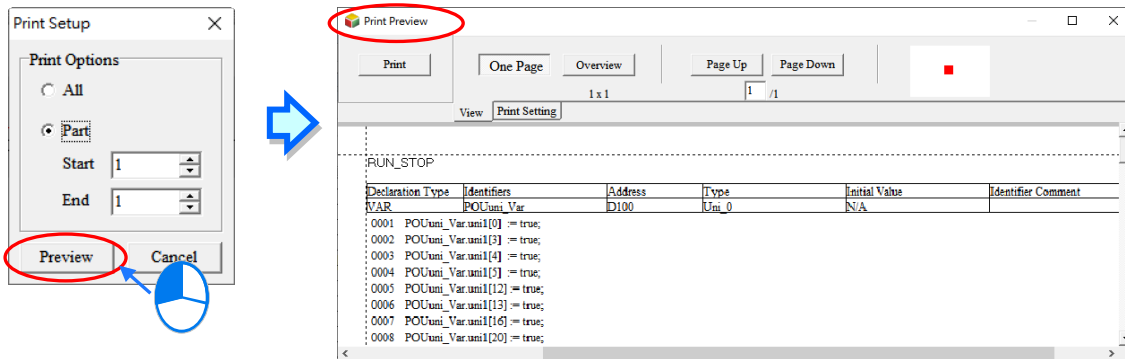 Print Setup
Print Options
All
Part
Start 1
End 1
Preview Cancel
Print Preview
Print One Page Overview Page Up Page Down
1 x 1 1 /1
View Print Setting
RUN_STOP
Declaration Type Identifiers Address Type Initial Value Identifier Comment
VAR POUuni_Var D100 Uni_0 N/A
0001 POUuni_Var.uni1[0] := true;
0002 POUuni_Var.uni1[3] := true;
0003 POUuni_Var.uni1[4] := true;
0004 POUuni_Var.uni1[5] := true;
0005 POUuni_Var.uni1[12] := true;
0006 POUuni_Var.uni1[13] := true;
0007 POUuni_Var.uni1[16] := true;
0008 POUuni_Var.uni1[20] := true;